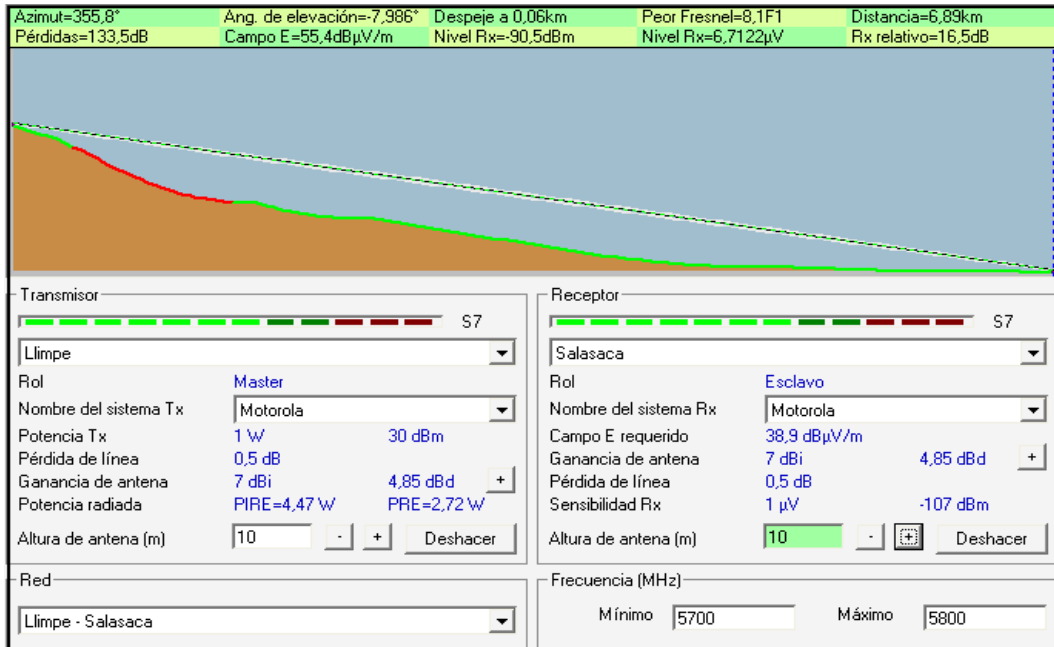 Azimut=355,8° Ang. de elevación=-7,986° Despeje a 0,06km Peor Fresnel=8,1F1 Distancia=6,89km
Pérdidas=133,5dB Campo E=55,4dBµV/m Nivel Rx=-90,5dBm Nivel Rx=6,7122µV Rx relativo=16,5dB
Transmisor
S7
Llimpe
Rol Master
Nombre del sistema Tx Motorola
Potencia Tx 1 W 30 dBm
Pérdida de línea 0,5 dB
Ganancia de antena 7 dBi 4,85 dBd +
Potencia radiada PIRE=4,47 W PRE=2,72 W
Altura de antena (m) 10 - + Deshacer
Receptor
S7
Salasaca
Rol Esclavo
Nombre del sistema Rx Motorola
Campo E requerido 38,9 dBµV/m
Ganancia de antena 7 dBi 4,85 dBd +
Pérdida de línea 0,5 dB
Sensibilidad Rx 1 µV -107 dBm
Altura de antena (m) 10 - + Deshacer
Red
Llimpe - Salasaca
Frecuencia (MHz)
Mínimo 5700 Máximo 5800